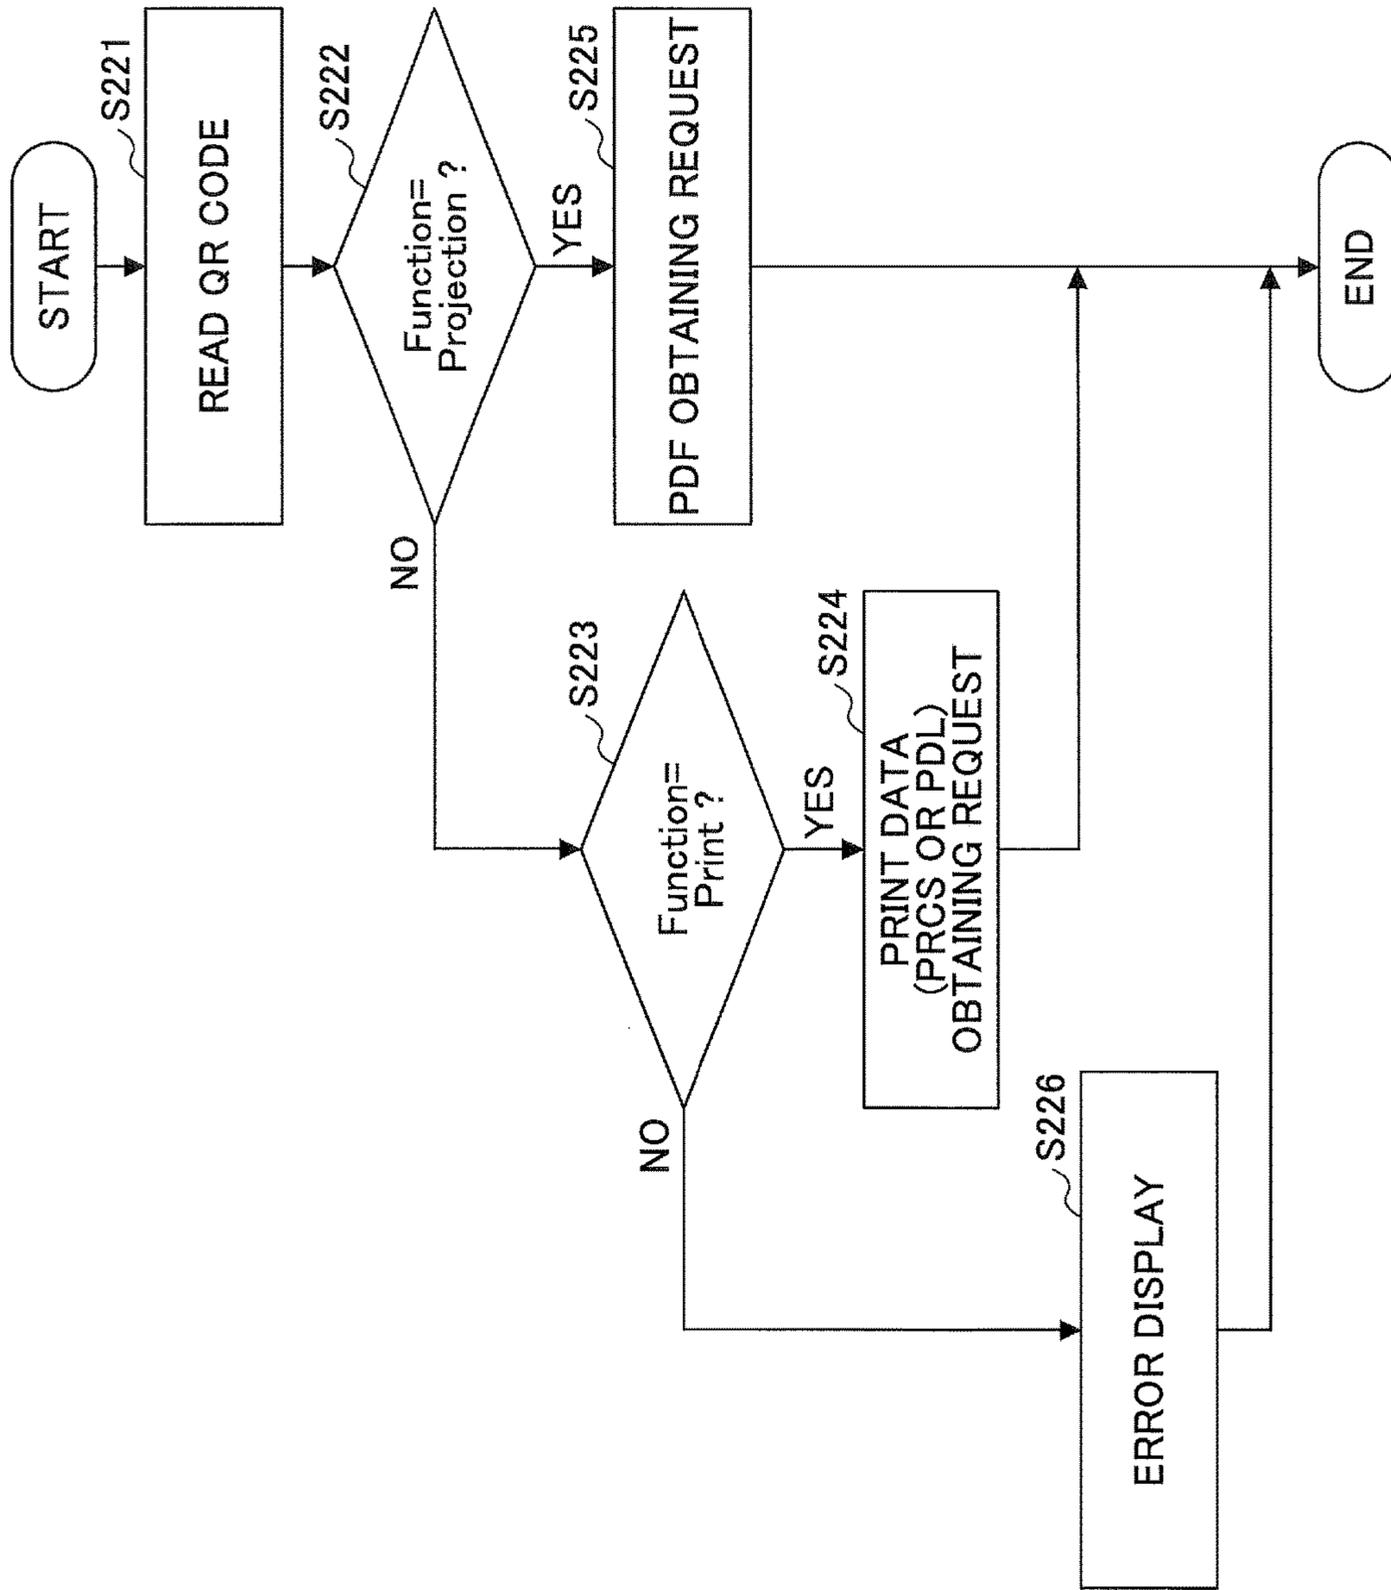 START
S221
READ QR CODE
S222
Function=
Projection ?
YES
NO
S225
PDF OBTAINING REQUEST
S223
Function=
Print ?
YES
NO
S224
PRINT DATA
(PRCS OR PDL)
OBTAINING REQUEST
S226
ERROR DISPLAY
END